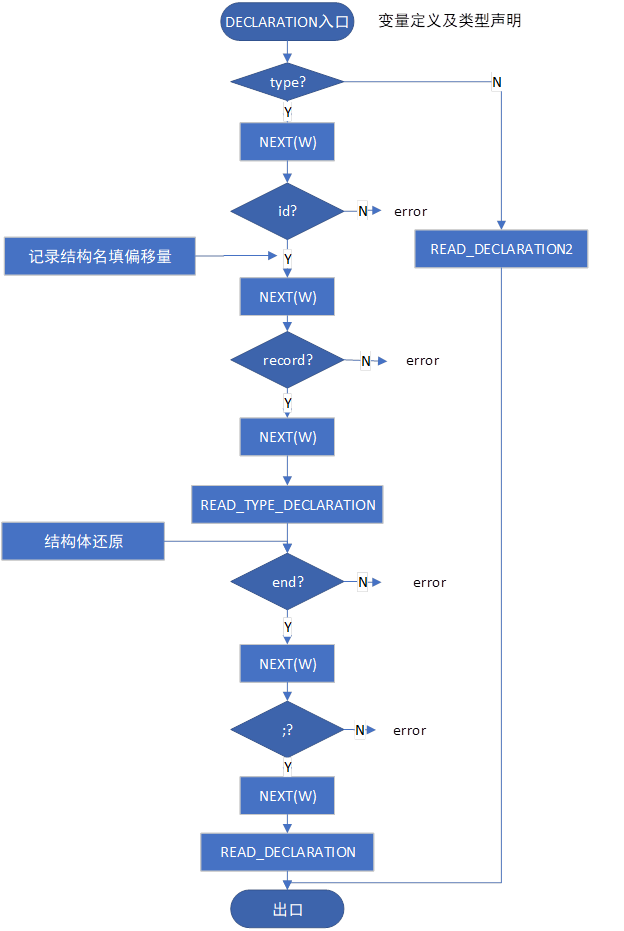 DECLARATION入口
变量定义及类型声明
type?
N
Y
NEXT(W)
id?
N
error
READ_DECLARATION2
记录结构名填偏移量
Y
NEXT(W)
record?
N
error
Y
NEXT(W)
READ_TYPE_DECLARATION
结构体还原
end?
N
error
Y
NEXT(W)
;?
N
error
Y
NEXT(W)
READ_DECLARATION
出口